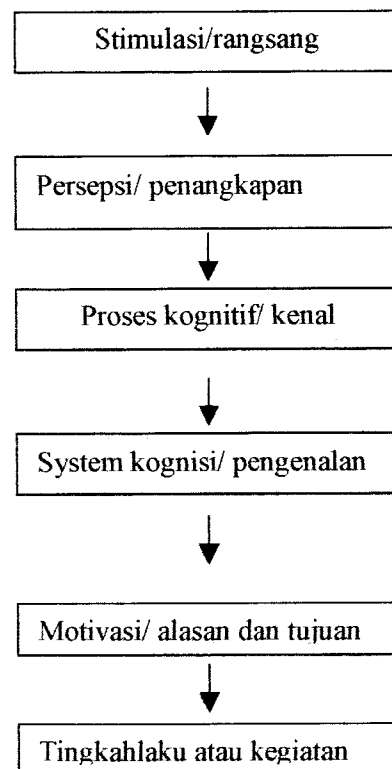 Stimulasi/rangsang
Persepsi/ penangkapan
Proses kognitif/ kenal
System kognisi/ pengenalan
Motivasi/ alasan dan tujuan
Tingkahlaku atau kegiatan